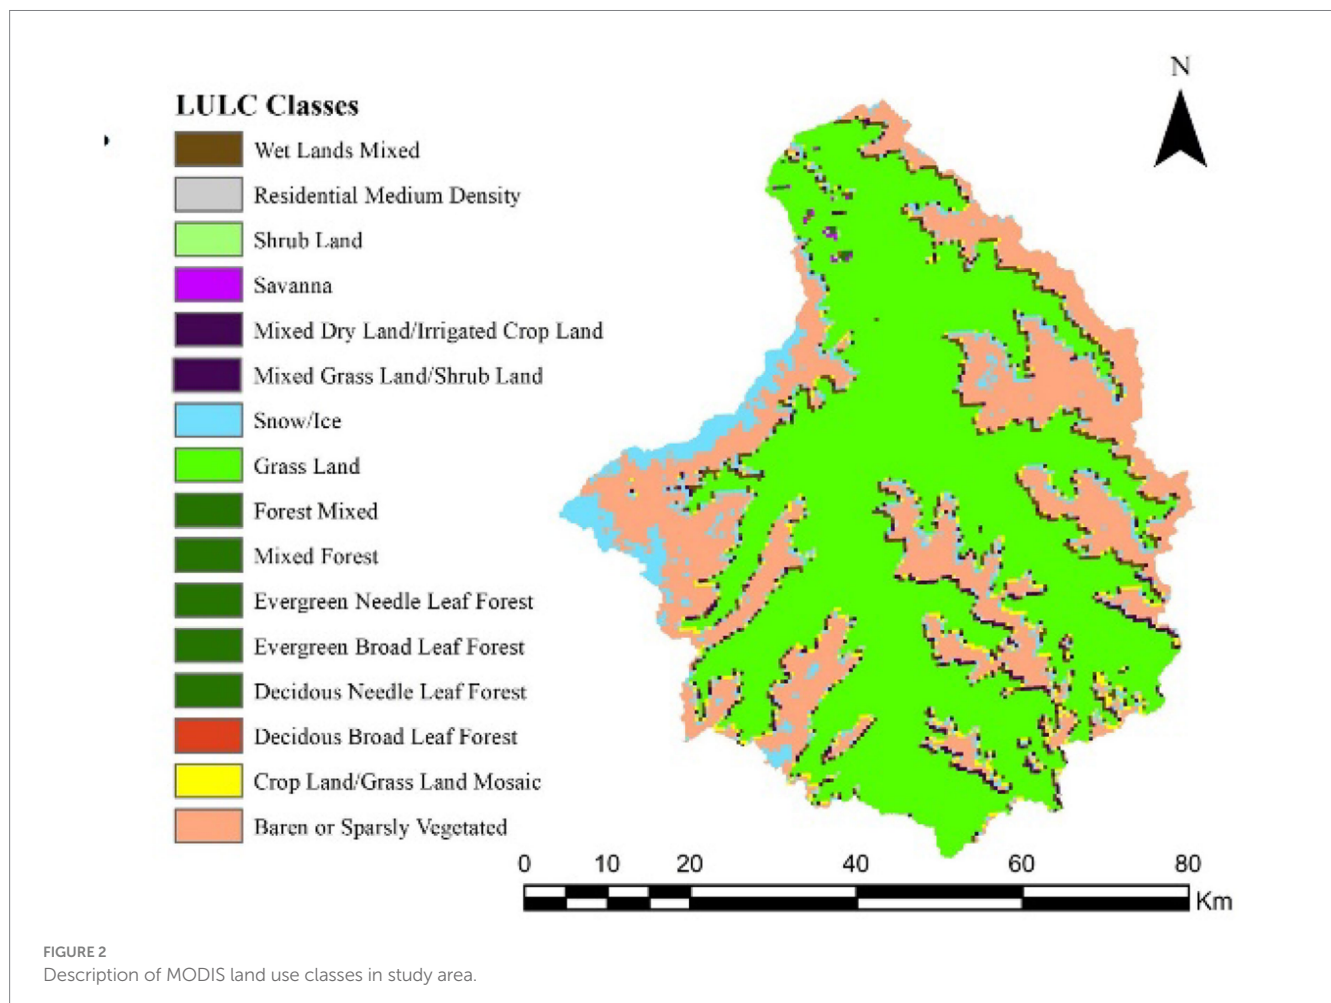 N
LULC Classes
Wet Lands Mixed
Residential Medium Density
Shrub Land
Savanna
Mixed Dry Land/Irrigated Crop Land
Mixed Grass Land/Shrub Land
Snow/Ice
Grass Land
Forest Mixed
Mixed Forest
Evergreen Needle Leaf Forest
Evergreen Broad Leaf Forest
Decidous Needle Leaf Forest
Decidous Broad Leaf Forest
Crop Land/Grass Land Mosaic
Baren or Sparsly Vegetated
0 10 20 40 60 80
Km
FIGURE 2
Description of MODIS land use classes in study area.